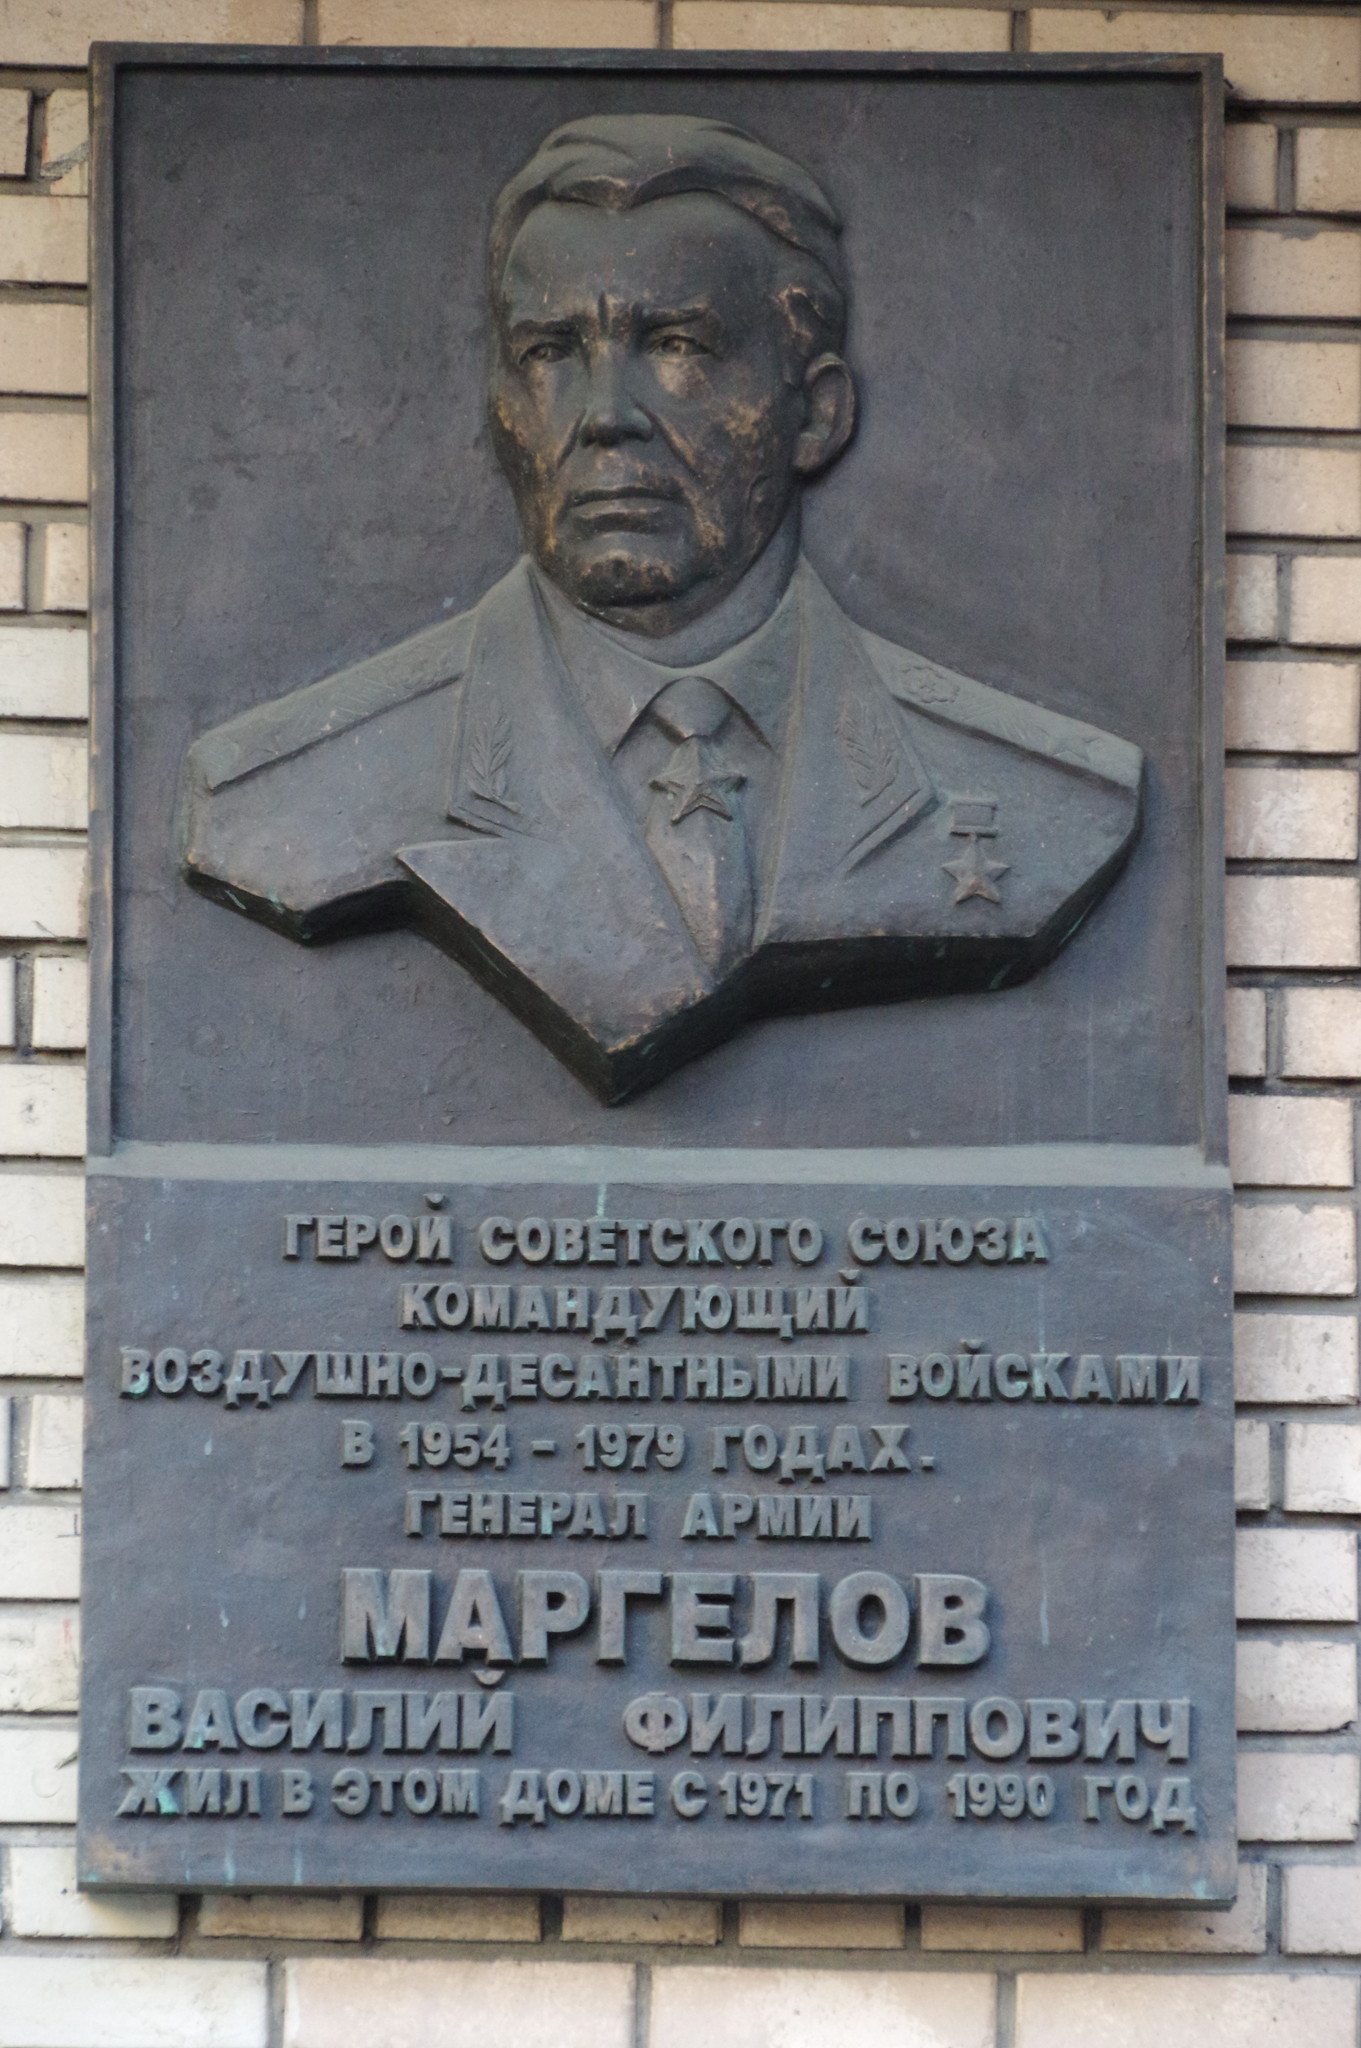 ГЕРОЙ СОВЕТСКОГО СОЮЗА
КОМАНДУЮЩИЙ
ВОЗДУШНО-ДЕСАНТНЫМИ ВОЙСКАМИ
В 1954 - 1979 ГОДАХ.
ГЕНЕРАЛ АРМИИ
МАРГЕЛОВ
ВАСИЛИЙ ФИЛИППОВИЧ
ЖИЛ В ЭТОМ ДОМЕ С 1971 ПО 1990 ГОД